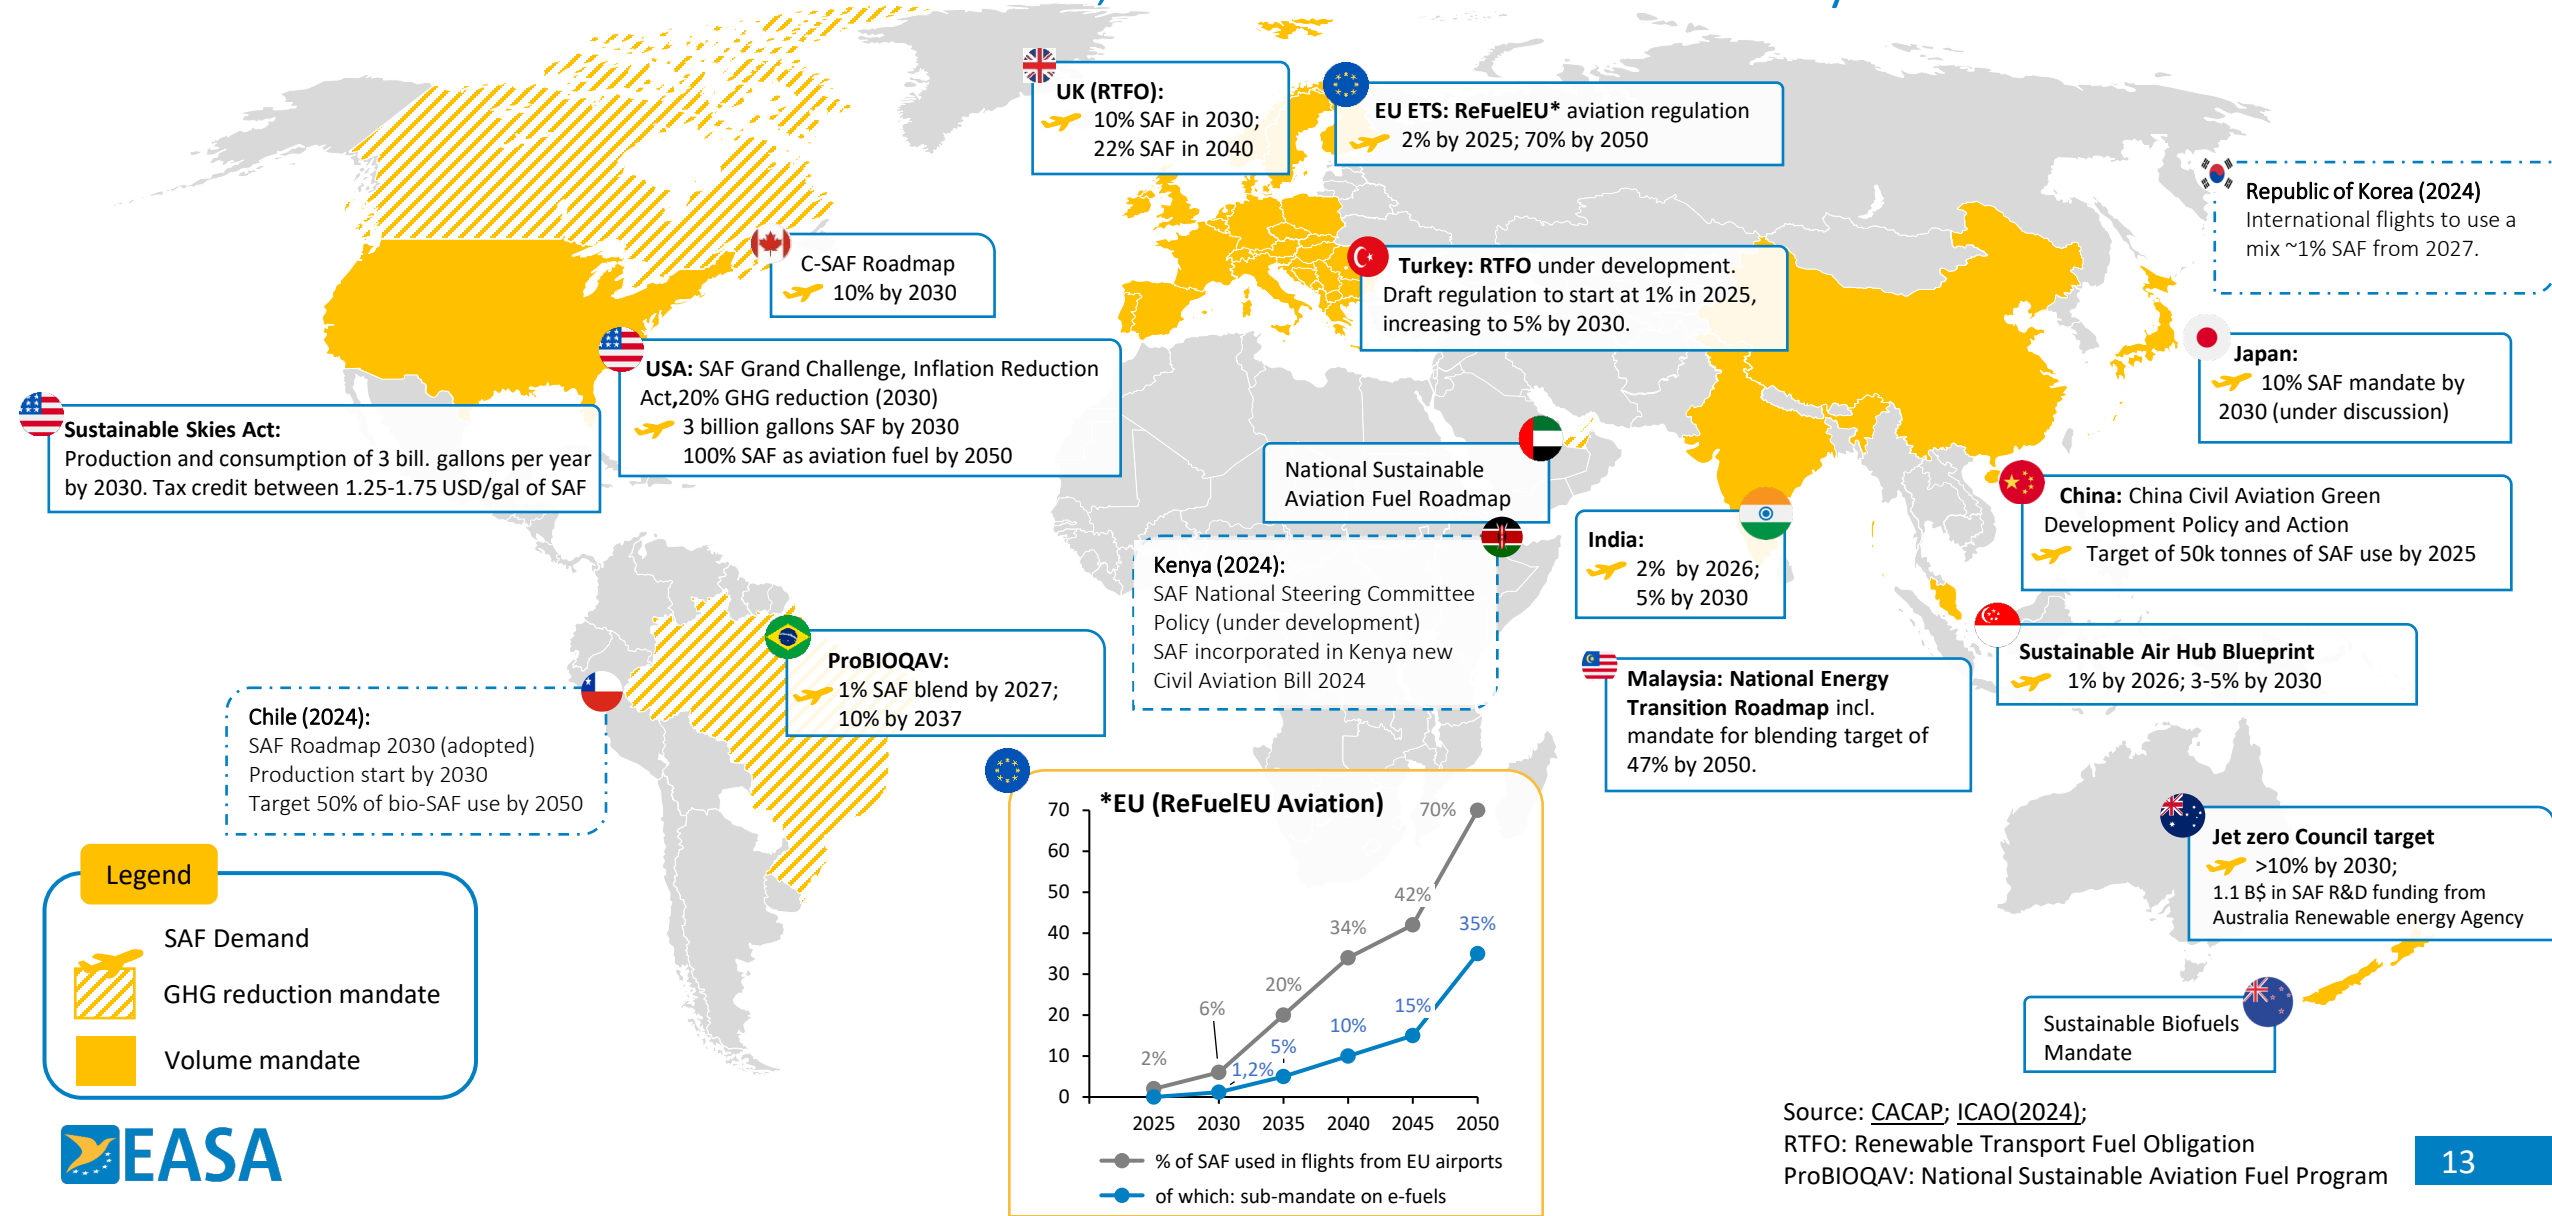 UK (RTFO):
10% SAF in 2030;
22% SAF in 2040
EU ETS: ReFuelEU* aviation regulation
2% by 2025; 70% by 2050
Republic of Korea (2024)
International flights to use a
mix ~1% SAF from 2027.
C-SAF Roadmap
10% by 2030
Turkey: RTFO under development.
Draft regulation to start at 1% in 2025,
increasing to 5% by 2030.
Japan:
10% SAF mandate by
2030 (under discussion)
USA: SAF Grand Challenge, Inflation Reduction
Act,20% GHG reduction (2030)
3 billion gallons SAF by 2030
100% SAF as aviation fuel by 2050
Sustainable Skies Act:
Production and consumption of 3 bill. gallons per year
by 2030. Tax credit between 1.25-1.75 USD/gal of SAF
National Sustainable
Aviation Fuel Roadmap
China: China Civil Aviation Green
Development Policy and Action
Target of 50k tonnes of SAF use by 2025
India:
2% by 2026;
5% by 2030
Kenya (2024):
SAF National Steering Committee
Policy (under development)
SAF incorporated in Kenya new
Civil Aviation Bill 2024
Sustainable Air Hub Blueprint
1% by 2026; 3-5% by 2030
ProBIOQAV:
1% SAF blend by 2027;
10% by 2037
Malaysia: National Energy
Transition Roadmap incl.
mandate for blending target of
47% by 2050.
Chile (2024):
SAF Roadmap 2030 (adopted)
Production start by 2030
Target 50% of bio-SAF use by 2050
Jet zero Council target
>10% by 2030;
1.1 B$ in SAF R&D funding from
Australia Renewable energy Agency
Sustainable Biofuels
Mandate
Legend
SAF Demand
GHG reduction mandate
Volume mandate
*EU (ReFuelEU Aviation)
70
60
50
40
30
20
10
0
2%
6%
20%
34%
42%
70%
1,2%
5%
10%
15%
35%
2025 2030 2035 2040 2045 2050
% of SAF used in flights from EU airports
of which: sub-mandate on e-fuels
EASA
Source: CACAP; ICAO(2024);
RTFO: Renewable Transport Fuel Obligation
ProBIOQAV: National Sustainable Aviation Fuel Program
13